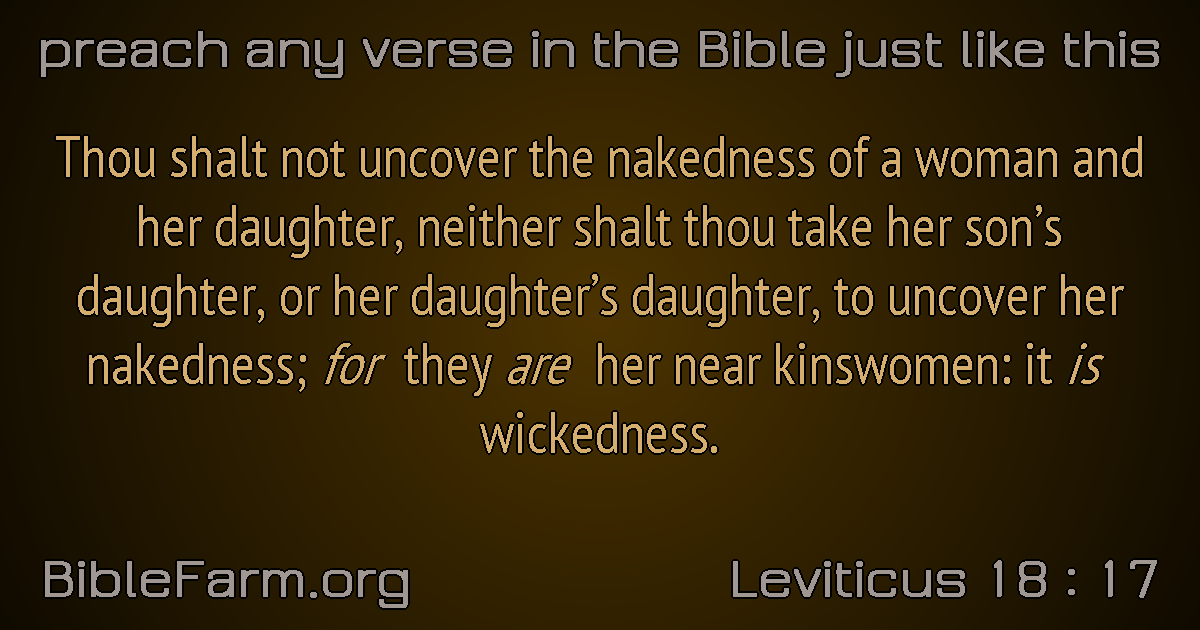 preach any verse in the Bible just like this
Thou shalt not uncover the nakedness of a woman and
her daughter, neither shalt thou take her son’s
daughter, or her daughter’s daughter, to uncover her
nakedness; for they are her near kinswomen: it is
wickedness.
BibleFarm.org
Leviticus 18 : 17